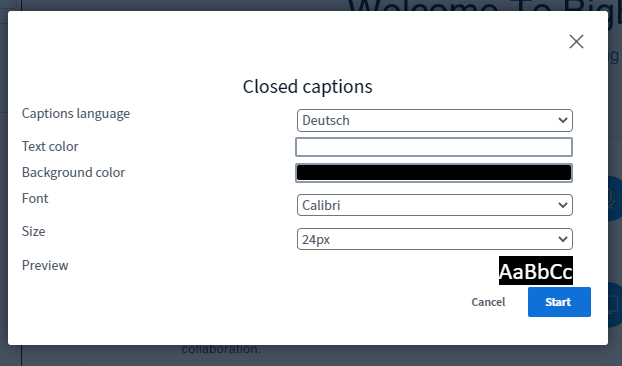 Welcome To Big
Closed captions
Captions language
Deutsch
Text color
Background color
Font
Calibri
Size
24px
Preview
AaBbCc
Cancel
Start
collaboration.